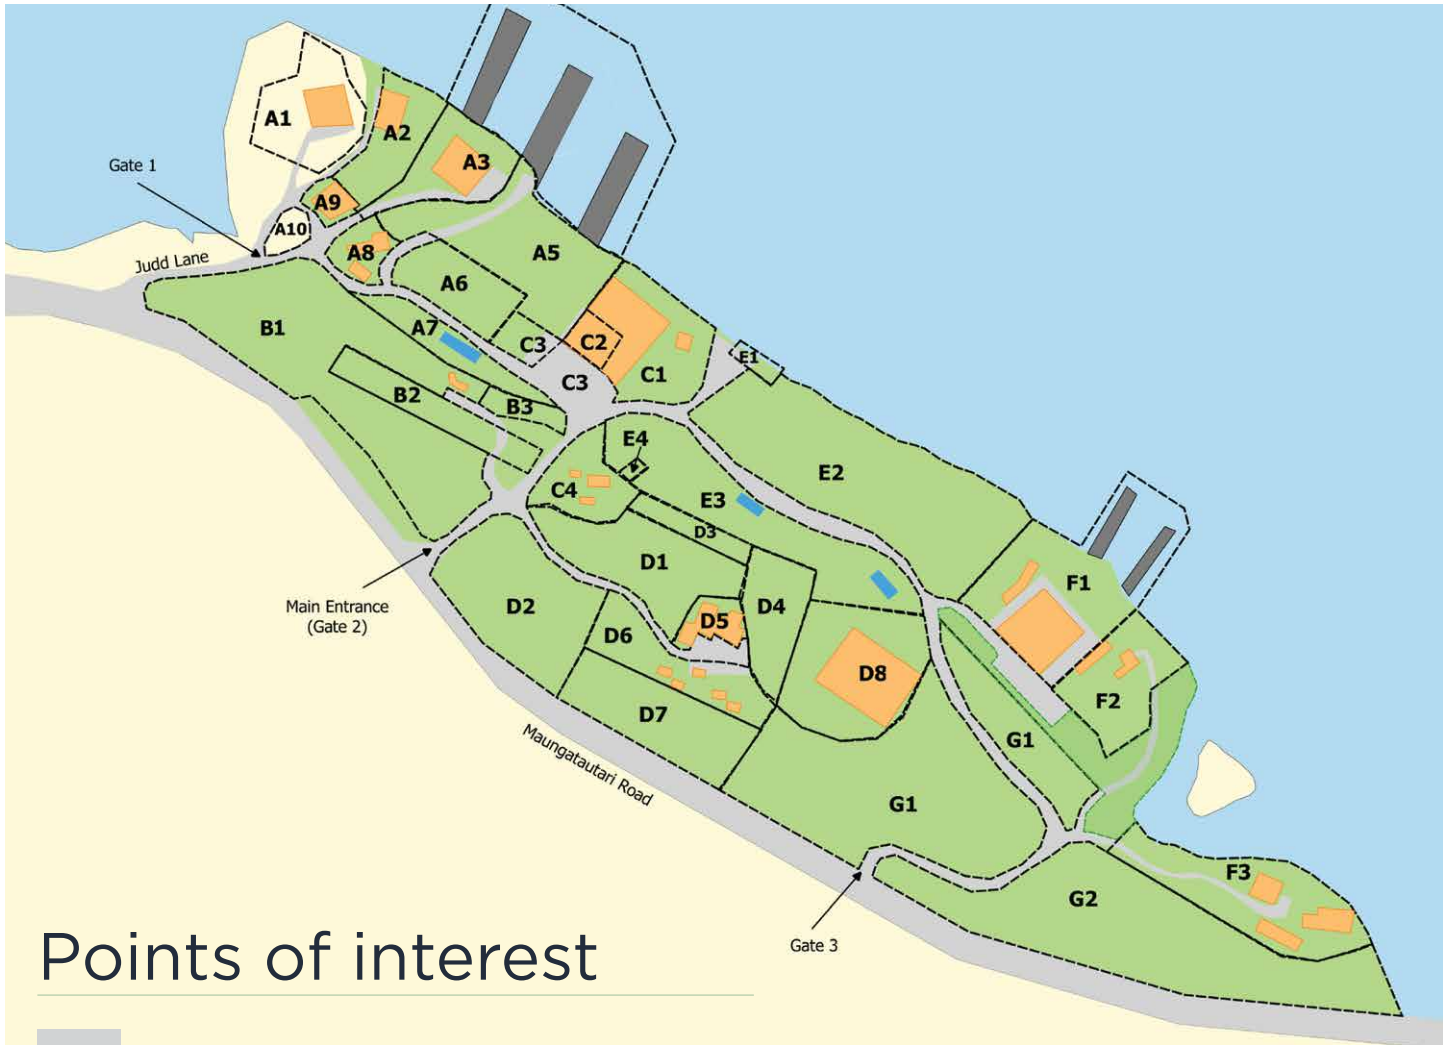 A1
A2
A3
Gate 1
A9
A10
A8
A5
Judd Lane
A6
B1
A7
C3
C2
E1
C3
C1
B2
B3
E4
E2
C4
E3
D3
D1
F1
Main Entrance
(Gate 2)
D2
D4
D5
D6
D8
F2
D7
G1
Maungatautari Road
G1
F3
G2
Gate 3
Points of interest